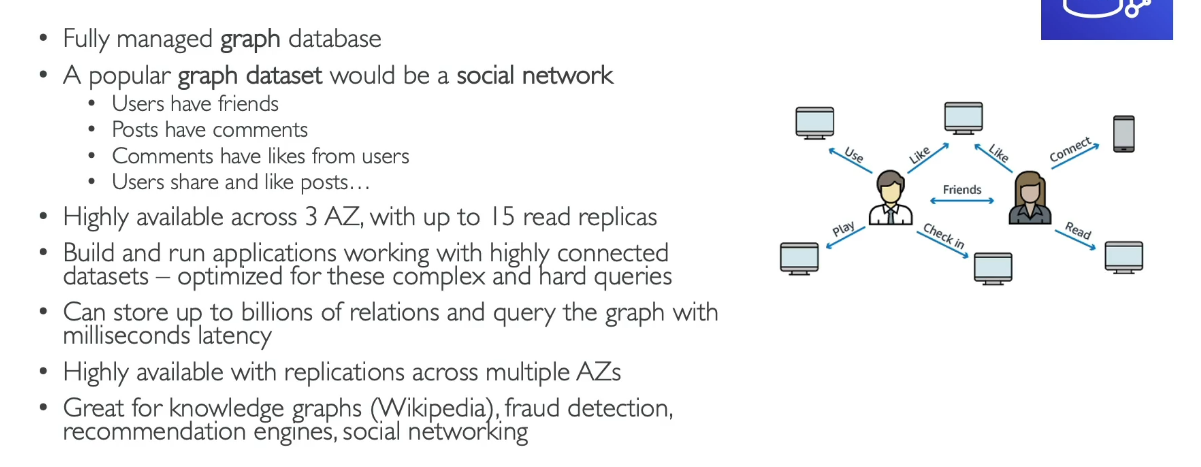 • Fully managed graph database
• A popular graph dataset would be a social network
• Users have friends
• Posts have comments
• Comments have likes from users
• Users share and like posts…
• Highly available across 3 AZ, with up to 15 read replicas
• Build and run applications working with highly connected
datasets – optimized for these complex and hard queries
• Can store up to billions of relations and query the graph with
milliseconds latency
• Highly available with replications across multiple AZs
• Great for knowledge graphs (Wikipedia), fraud detection,
recommendation engines, social networking
Use
Like
Like
Connect
Friends
Play
Check in
Read